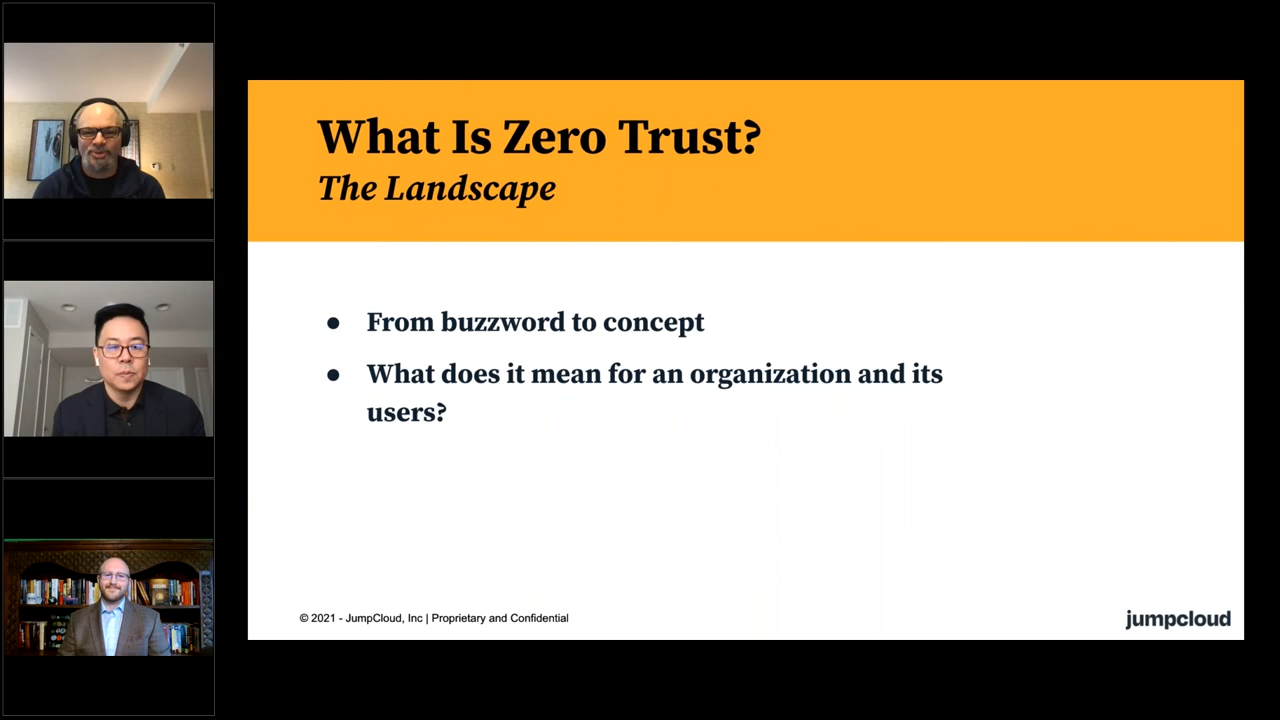 What Is Zero Trust?
The Landscape
● From buzzword to concept
● What does it mean for an organization and its
users?
© 2021 - JumpCloud, Inc | Proprietary and Confidential
jumpcloud